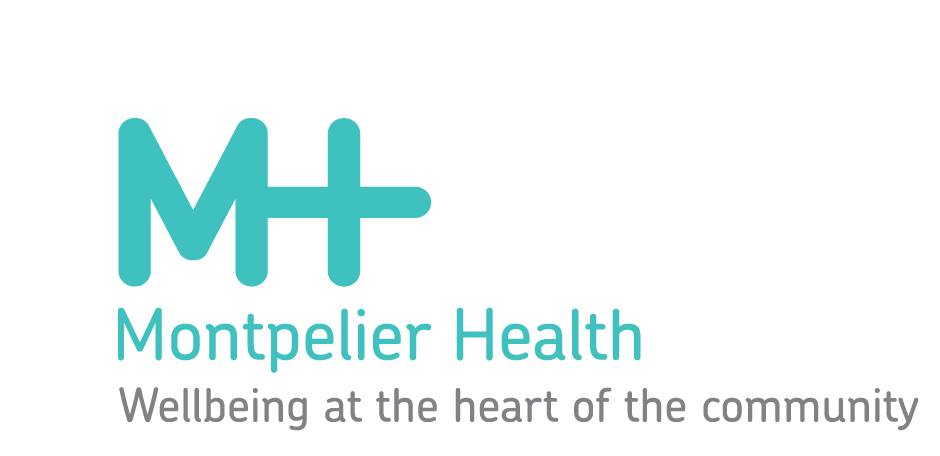 MH
Montpelier Health
Wellbeing at the heart of the community